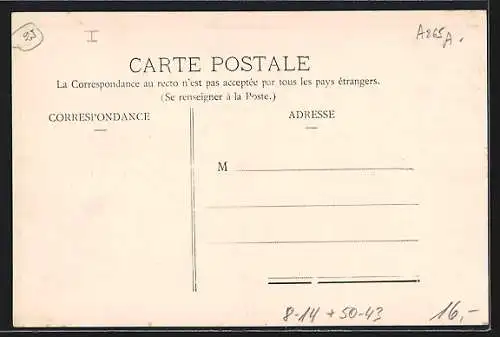 93
I
A265
A.
CARTE POSTALE
La Correspondance au recto n'est pas acceptée par tous les pays étrangers.
(Se renseigner à la Poste.)
CORRESPONDANCE
ADRESSE
M
8-14 + 50-43
16,-